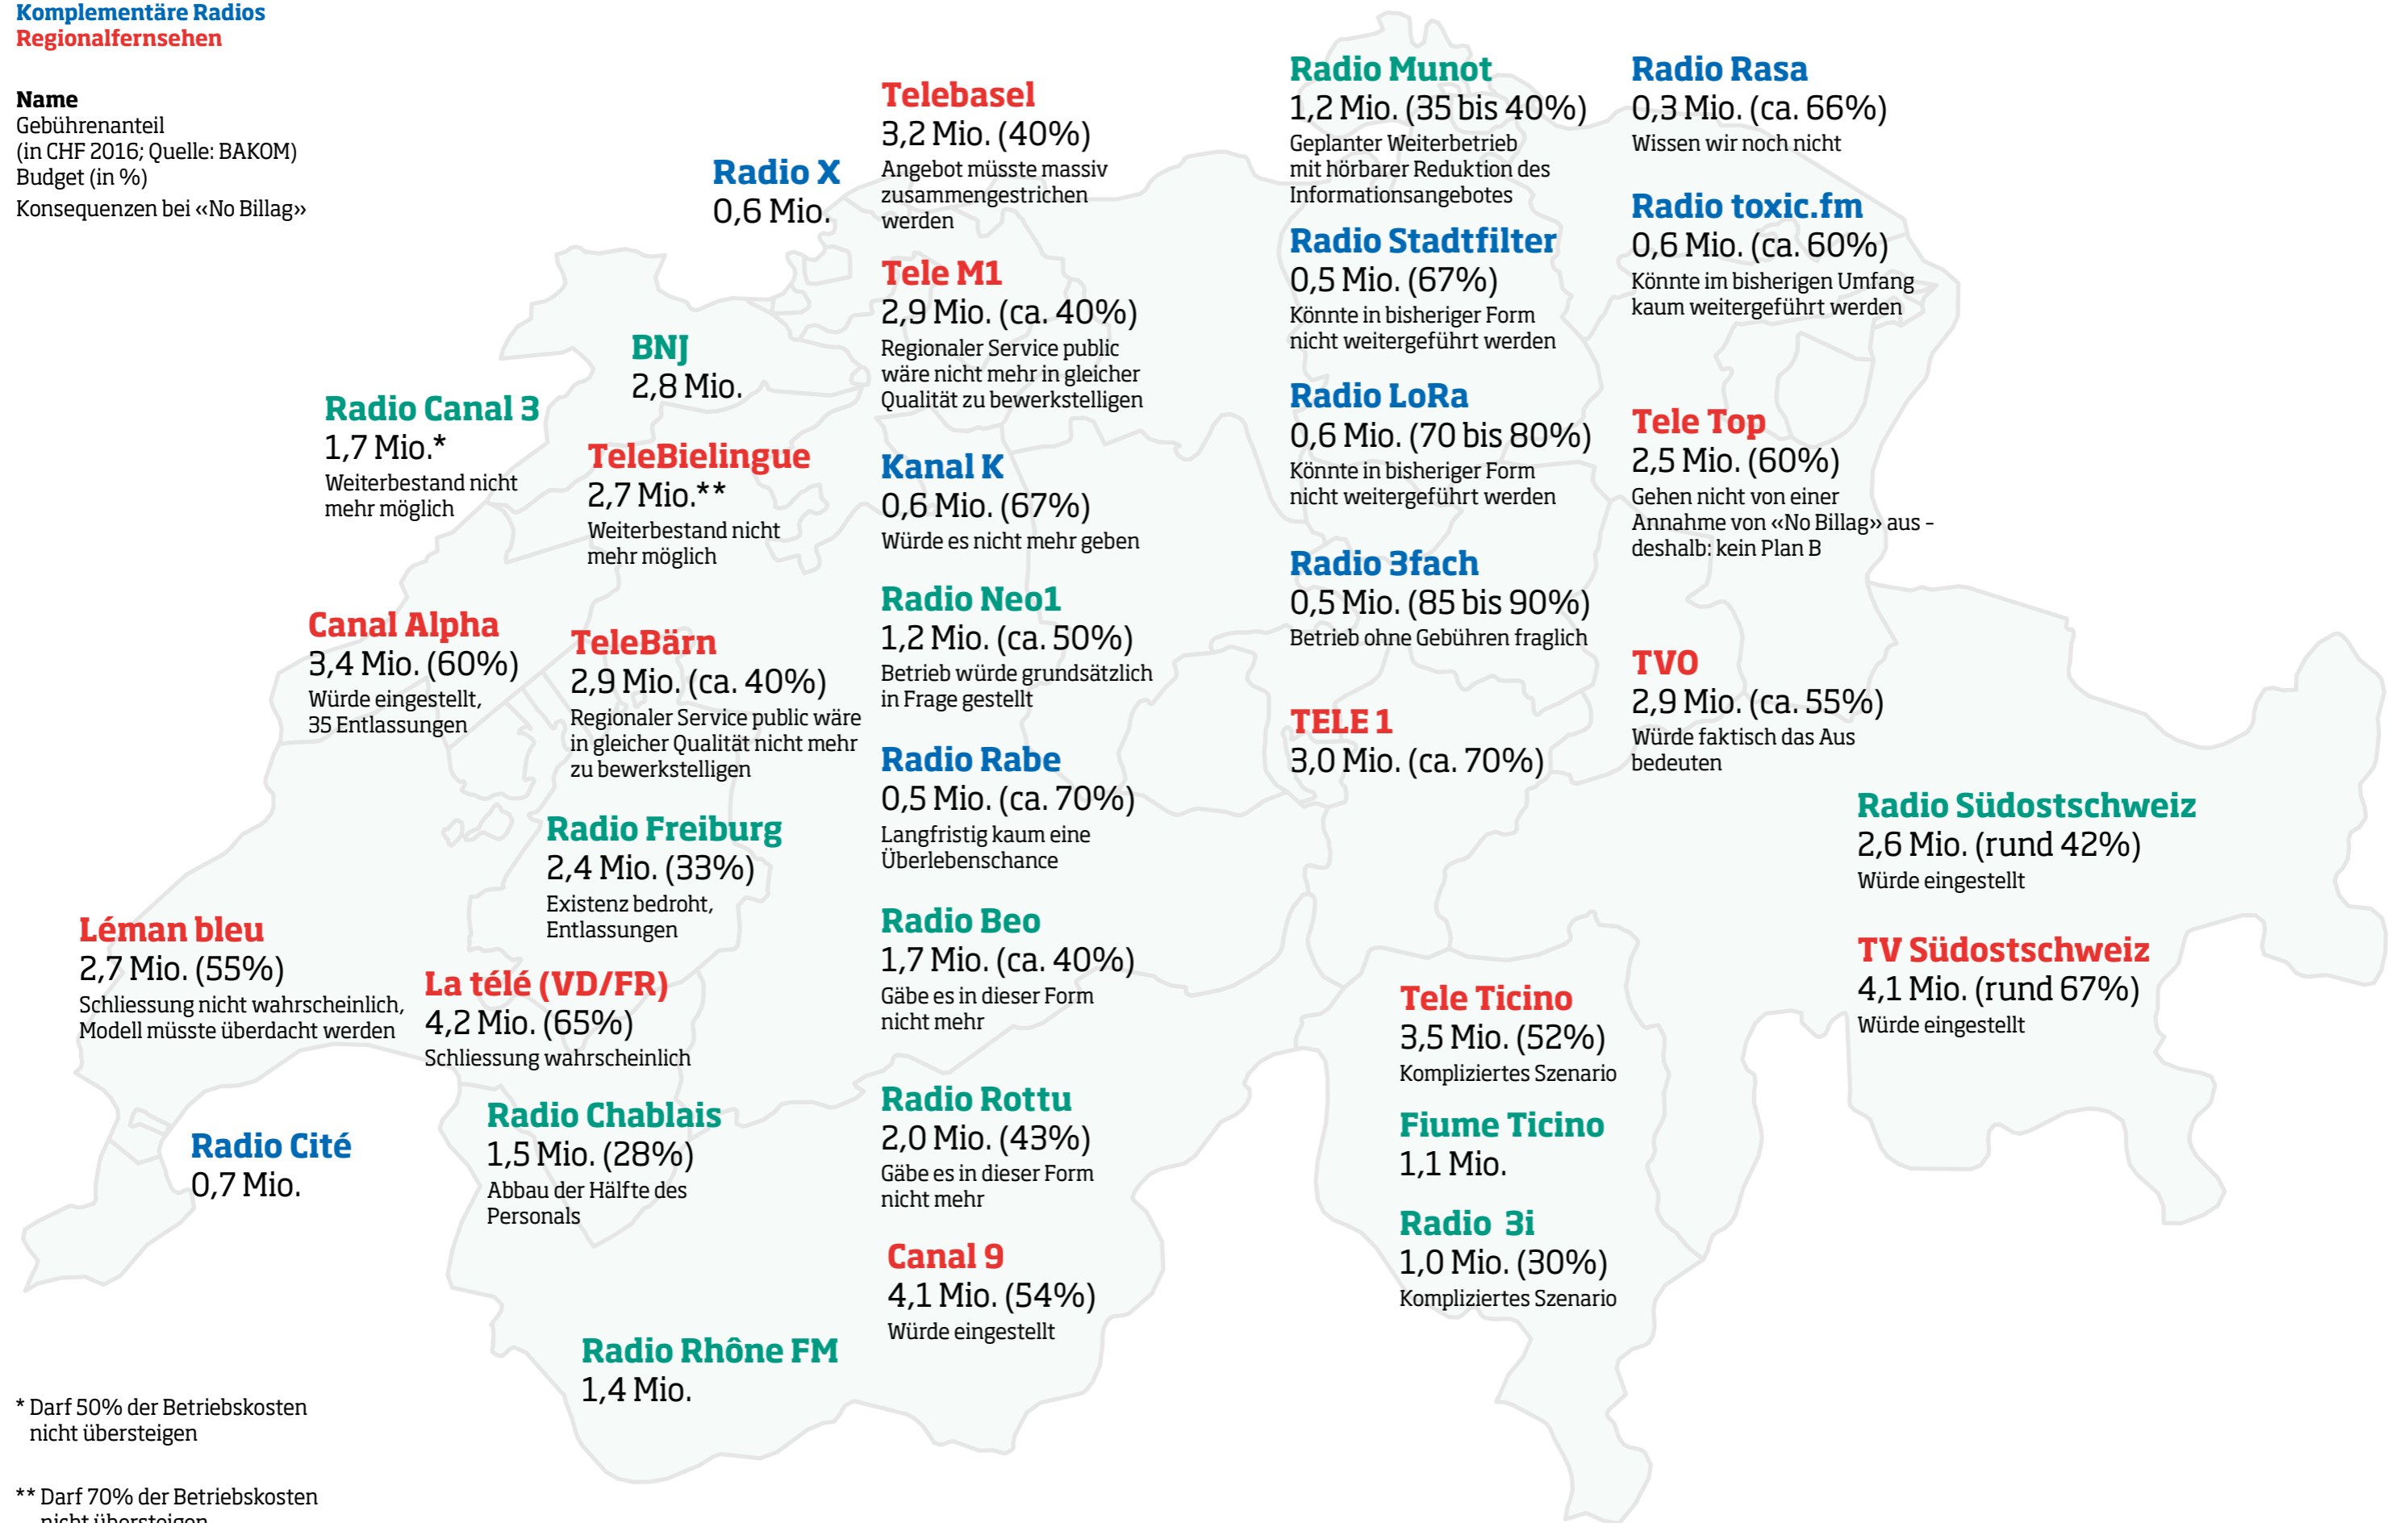 Komplementäre Radios
Regionalfernsehen
Name
Gebührenanteil
(in CHF 2016; Quelle: BAKOM)
Budget (in %)
Konsequenzen bei «No Billag»
Radio X
0,6 Mio.
BNJ
2,8 Mio.
Radio Canal 3
1,7 Mio.*
Weiterbestand nicht
mehr möglich
TeleBielingue
2,7 Mio.**
Weiterbestand nicht
mehr möglich
Canal Alpha
3,4 Mio. (60%)
Würde eingestellt,
35 Entlassungen
TeleBärn
2,9 Mio. (ca. 40%)
Regionaler Service public wäre
in gleicher Qualität nicht mehr
zu bewerkstelligen
Radio Freiburg
2,4 Mio. (33%)
Existenz bedroht,
Entlassungen
Léman bleu
2,7 Mio. (55%)
Schliessung nicht wahrscheinlich,
Modell müsste überdacht werden
La télé (VD/FR)
4,2 Mio. (65%)
Schliessung wahrscheinlich
Radio Cité
0,7 Mio.
Radio Chablais
1,5 Mio. (28%)
Abbau der Hälfte des
Personals
Radio Rhône FM
1,4 Mio.
Telebasel
3,2 Mio. (40%)
Angebot müsste massiv
zusammengestrichen
werden
Tele M1
2,9 Mio. (ca. 40%)
Regionaler Service public
wäre nicht mehr in gleicher
Qualität zu bewerkstelligen
Kanal K
0,6 Mio. (67%)
Würde es nicht mehr geben
Radio Neo1
1,2 Mio. (ca. 50%)
Betrieb würde grundsätzlich
in Frage gestellt
Radio Rabe
0,5 Mio. (ca. 70%)
Langfristig kaum eine
Überlebenschance
Radio Beo
1,7 Mio. (ca. 40%)
Gäbe es in dieser Form
nicht mehr
Radio Rottu
2,0 Mio. (43%)
Gäbe es in dieser Form
nicht mehr
Canal 9
4,1 Mio. (54%)
Würde eingestellt
Radio Munot
1,2 Mio. (35 bis 40%)
Geplanter Weiterbetrieb
mit hörbarer Reduktion des
Informationsangebotes
Radio Stadtfilter
0,5 Mio. (67%)
Könnte in bisheriger Form
nicht weitergeführt werden
Radio LoRa
0,6 Mio. (70 bis 80%)
Könnte in bisheriger Form
nicht weitergeführt werden
Radio 3fach
0,5 Mio. (85 bis 90%)
Betrieb ohne Gebühren fraglich
TELE 1
3,0 Mio. (ca. 70%)
Tele Ticino
3,5 Mio. (52%)
Kompliziertes Szenario
Fiume Ticino
1,1 Mio.
Radio 3i
1,0 Mio. (30%)
Kompliziertes Szenario
Radio Rasa
0,3 Mio. (ca. 66%)
Wissen wir noch nicht
Radio toxic.fm
0,6 Mio. (ca. 60%)
Könnte im bisherigen Umfang
kaum weitergeführt werden
Tele Top
2,5 Mio. (60%)
Gehen nicht von einer
Annahme von «No Billag» aus –
deshalb: kein Plan B
TVO
2,9 Mio. (ca. 55%)
Würde faktisch das Aus
bedeuten
Radio Südostschweiz
2,6 Mio. (rund 42%)
Würde eingestellt
TV Südostschweiz
4,1 Mio. (rund 67%)
Würde eingestellt
* Darf 50% der Betriebskosten
nicht übersteigen
** Darf 70% der Betriebskosten
nicht übersteigen